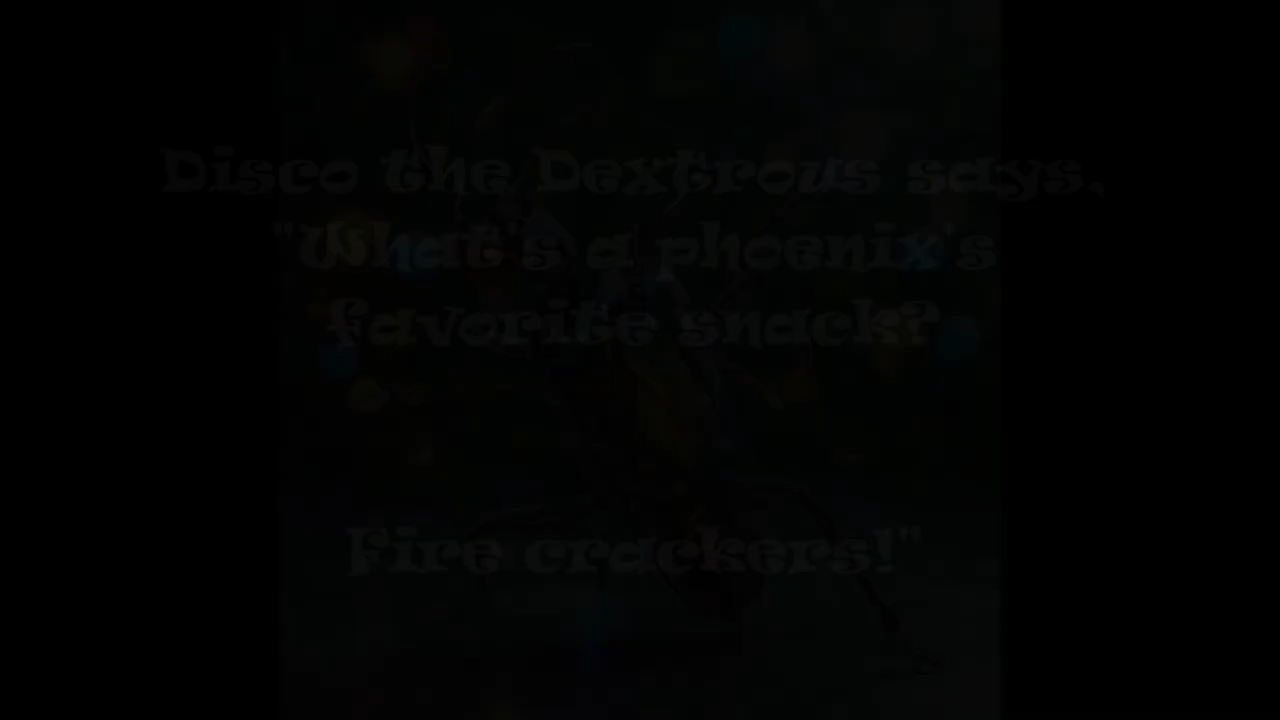 Disco the Dextrous says,
"What's a phoenix's
favorite snack?
Fire crackers!"